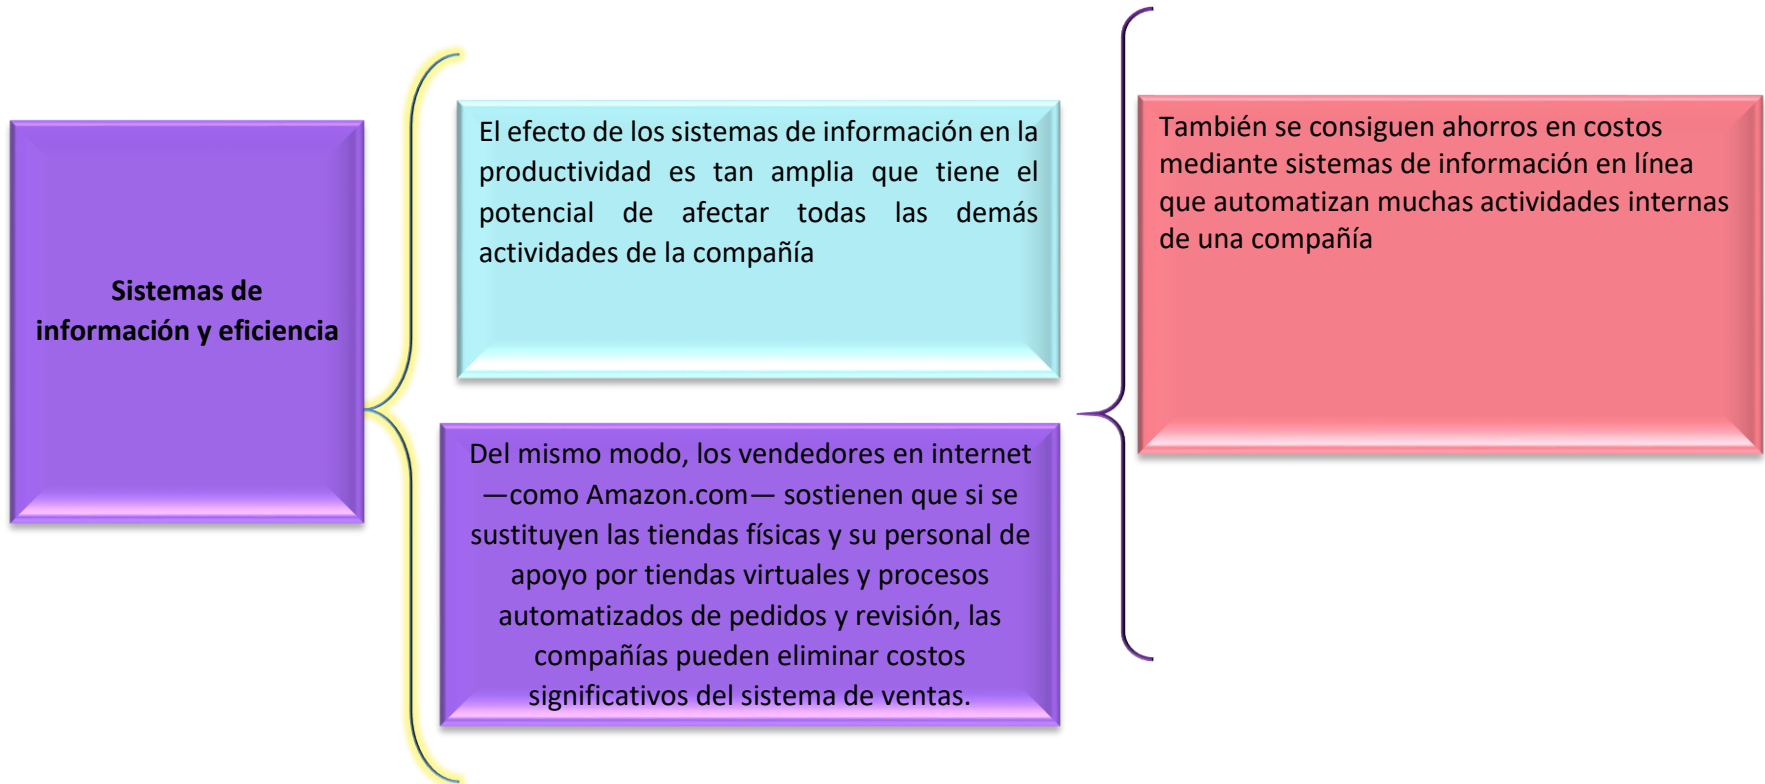 Sistemas de
información y eficiencia
El efecto de los sistemas de información en la
productividad es tan amplia que tiene el
potencial de afectar todas las demás
actividades de la compañía
Del mismo modo, los vendedores en internet
—como Amazon.com— sostienen que si se
sustituyen las tiendas físicas y su personal de
apoyo por tiendas virtuales y procesos
automatizados de pedidos y revisión, las
compañías pueden eliminar costos
significativos del sistema de ventas.
También se consiguen ahorros en costos
mediante sistemas de información en línea
que automatizan muchas actividades internas
de una compañía